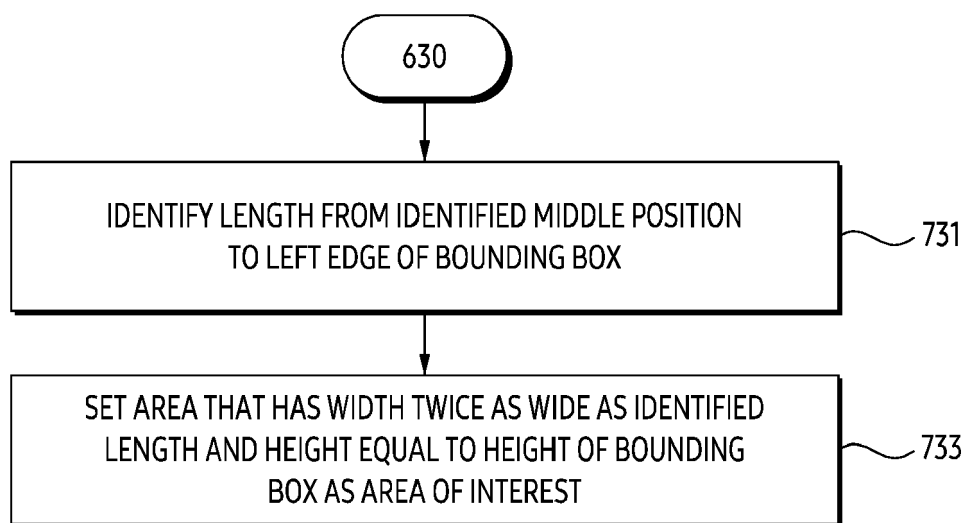 630
IDENTIFY LENGTH FROM IDENTIFIED MIDDLE POSITION
TO LEFT EDGE OF BOUNDING BOX
731
SET AREA THAT HAS WIDTH TWICE AS WIDE AS IDENTIFIED
LENGTH AND HEIGHT EQUAL TO HEIGHT OF BOUNDING
BOX AS AREA OF INTEREST
733